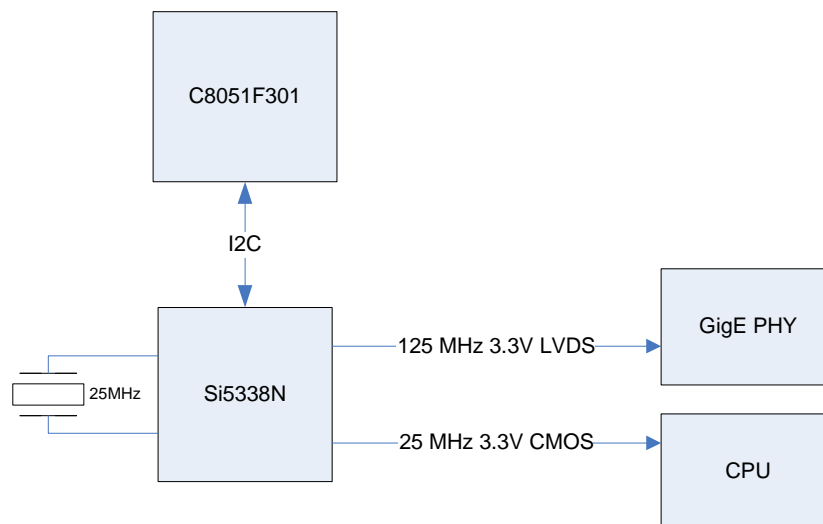 C8051F301
I2C
GigE PHY
125 MHz 3.3V LVDS
25MHz
Si5338N
25 MHz 3.3V CMOS
CPU